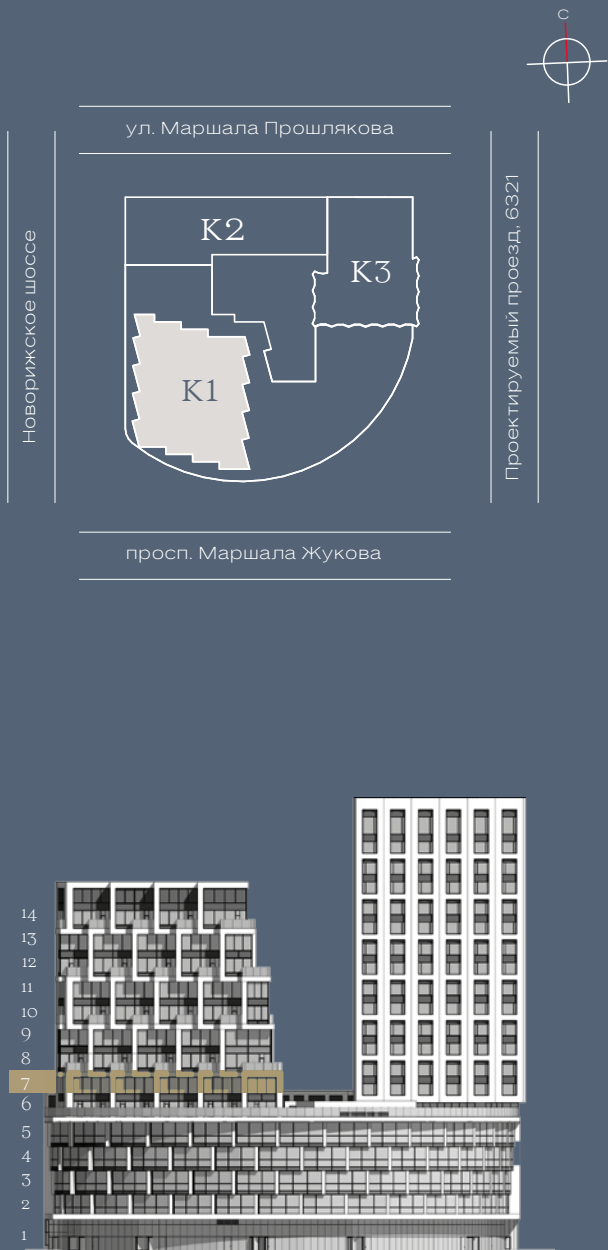 С
ул. Маршала Прошлякова
Новорижское шоссе
К2
К3
К1
Проектируемый проезд, 6321
просп. Маршала Жукова
14
13
12
11
10
9
8
7
6
5
4
3
2
1